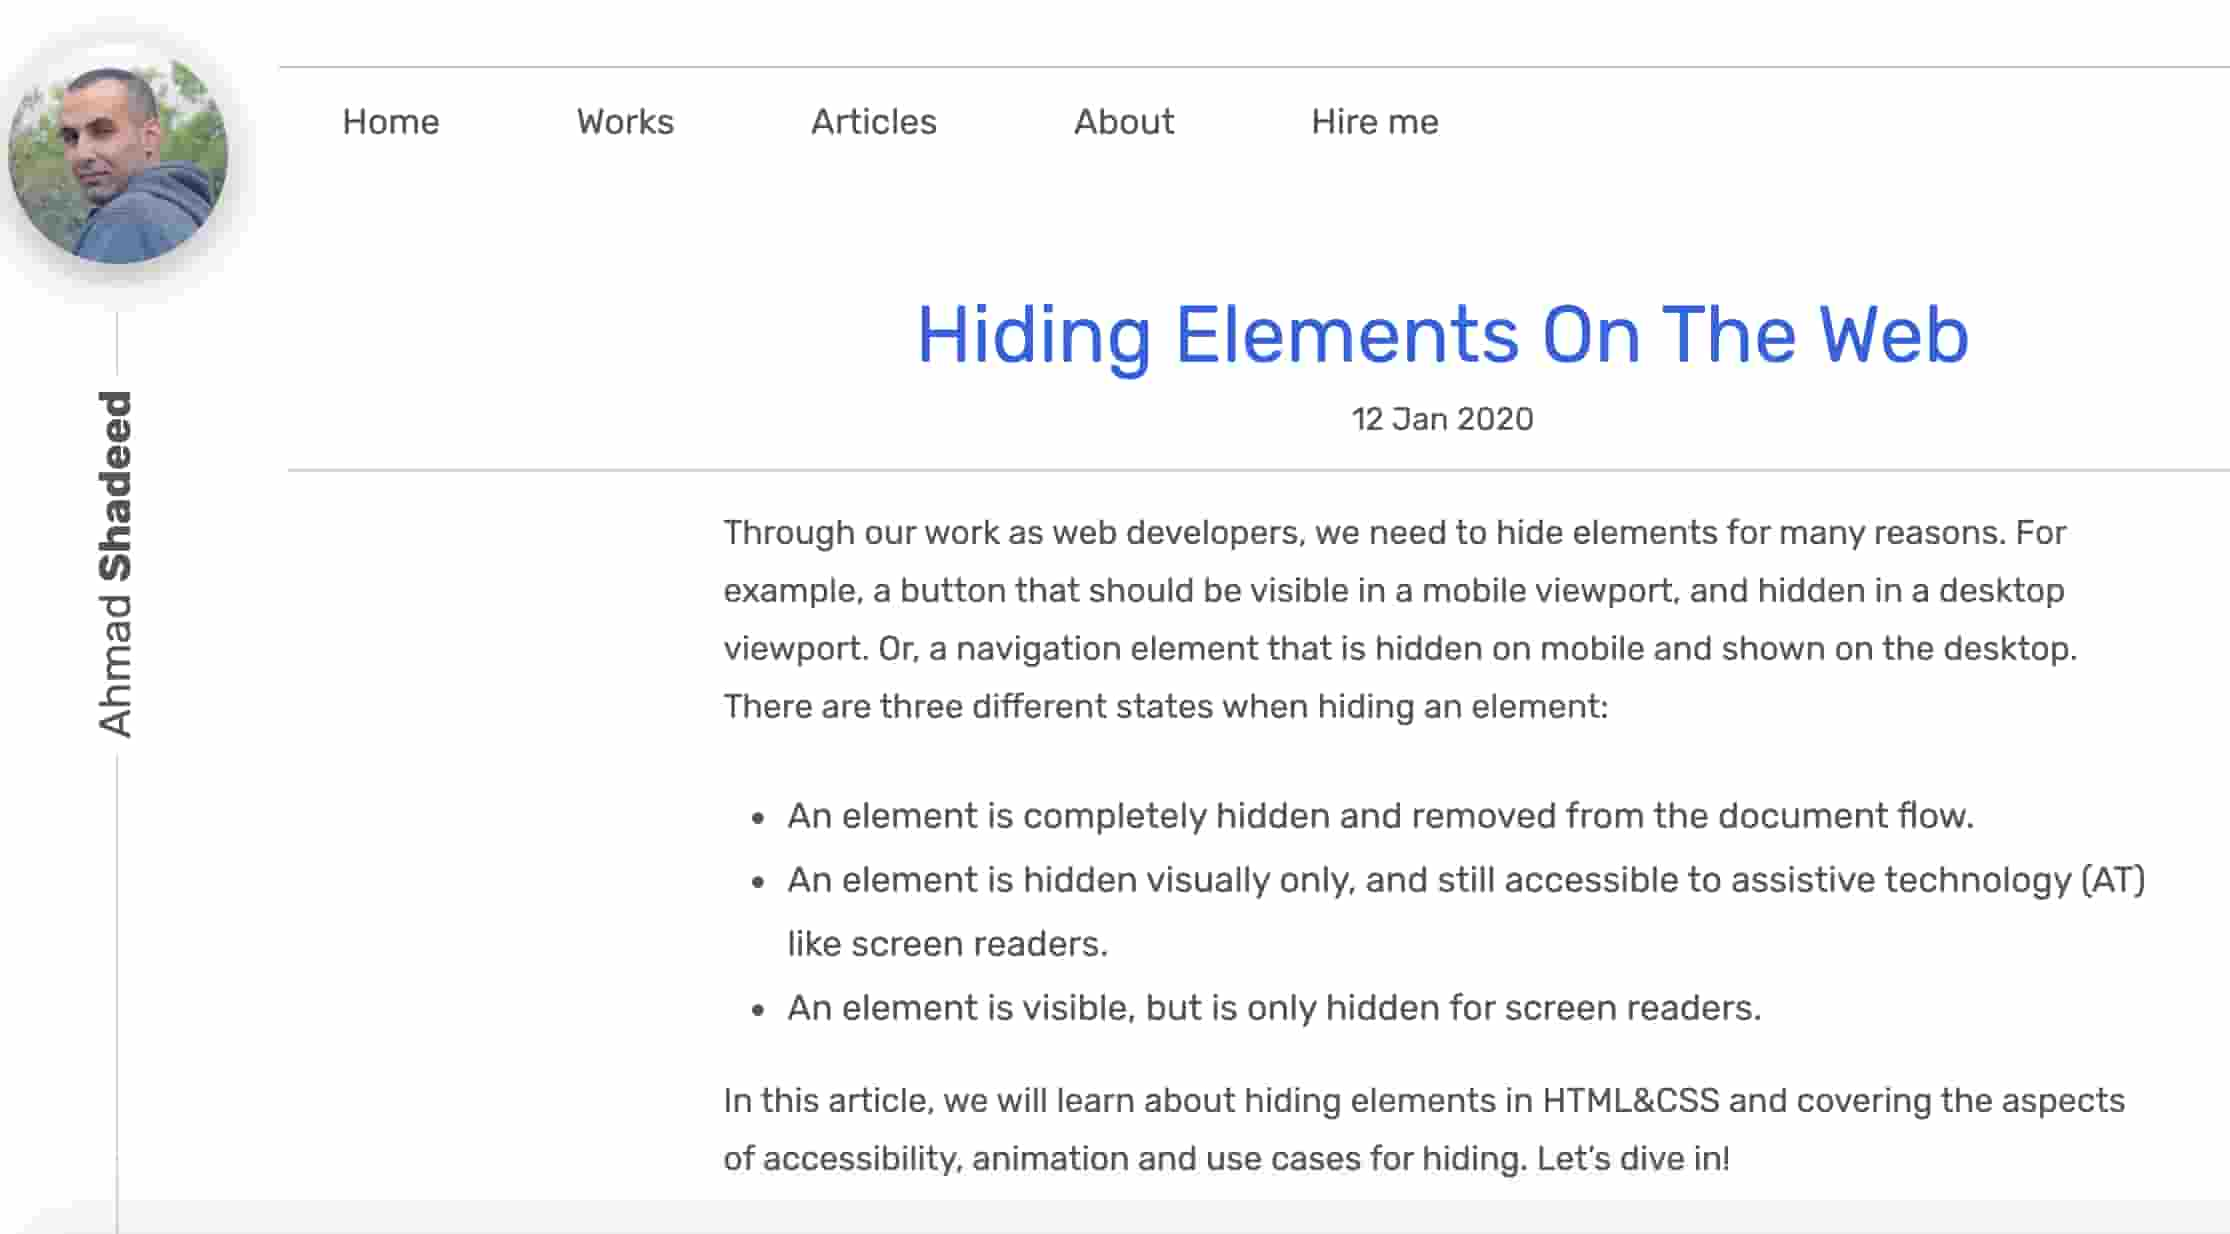 Home Works Articles About Hire me
Ahmad Shadeed
Hiding Elements On The Web
12 Jan 2020
Through our work as web developers, we need to hide elements for many reasons. For
example, a button that should be visible in a mobile viewport, and hidden in a desktop
viewport. Or, a navigation element that is hidden on mobile and shown on the desktop.
There are three different states when hiding an element:
• An element is completely hidden and removed from the document flow.
• An element is hidden visually only, and still accessible to assistive technology (AT)
like screen readers.
• An element is visible, but is only hidden for screen readers.
In this article, we will learn about hiding elements in HTML&CSS and covering the aspects
of accessibility, animation and use cases for hiding. Let's dive in!